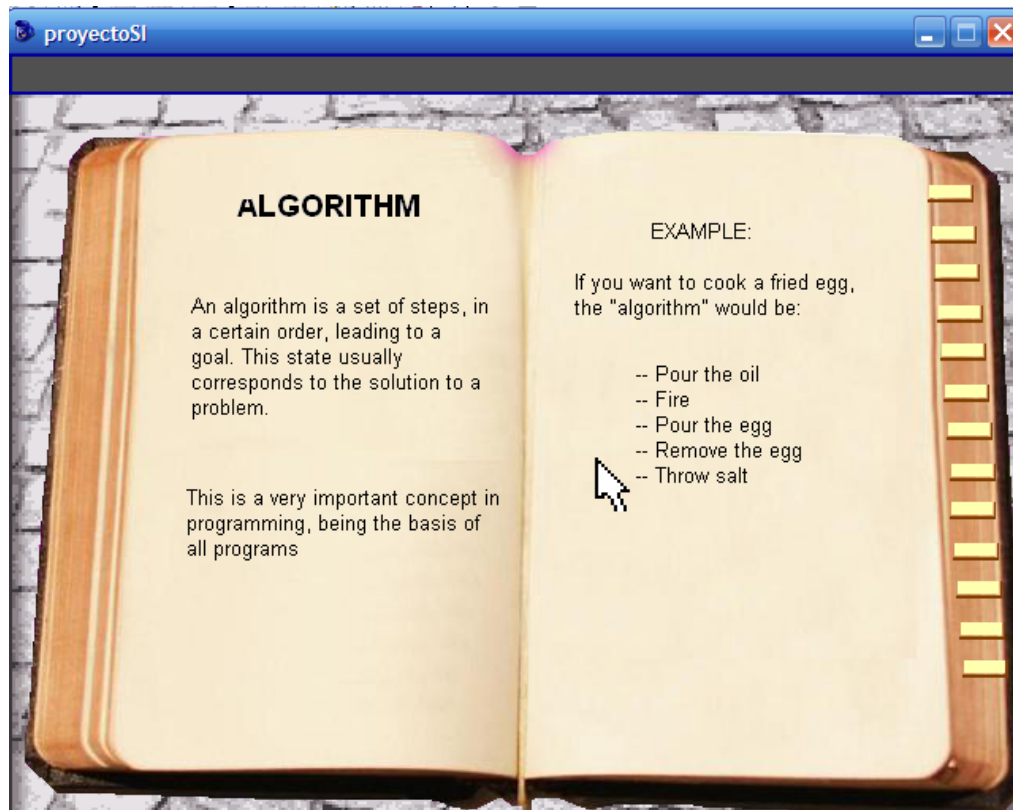 proyectoSI
ALGORITHM
An algorithm is a set of steps, in
a certain order, leading to a
goal. This state usually
corresponds to the solution to a
problem.
This is a very important concept in
programming, being the basis of
all programs
EXAMPLE:
If you want to cook a fried egg,
the "algorithm" would be:
-- Pour the oil
-- Fire
-- Pour the egg
-- Remove the egg
-- Throw salt